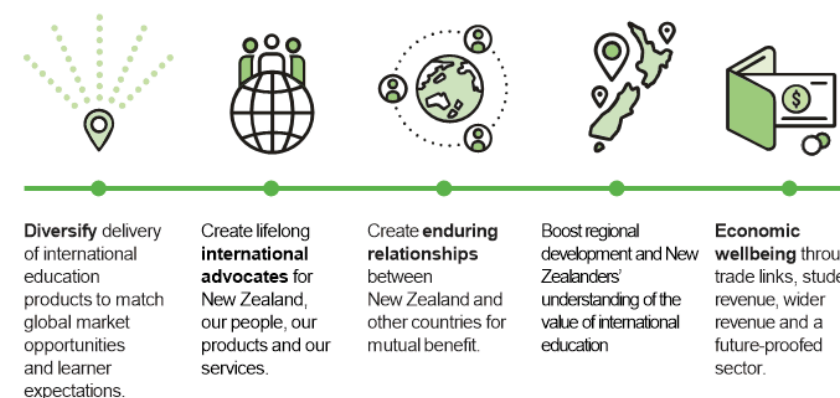 Diversify delivery
of international
education
products to match
global market
opportunities
and learner
expectations.
Create lifelong
international
advocates for
New Zealand,
our people, our
products and our
services.
Create enduring
relationships
between
New Zealand and
other countries for
mutual benefit.
Boost regional
development and New
Zealanders’
understanding of the
value of international
education
Economic
wellbeing
trade links,
revenue, wider
revenue and a
future-proofed
sector.
$